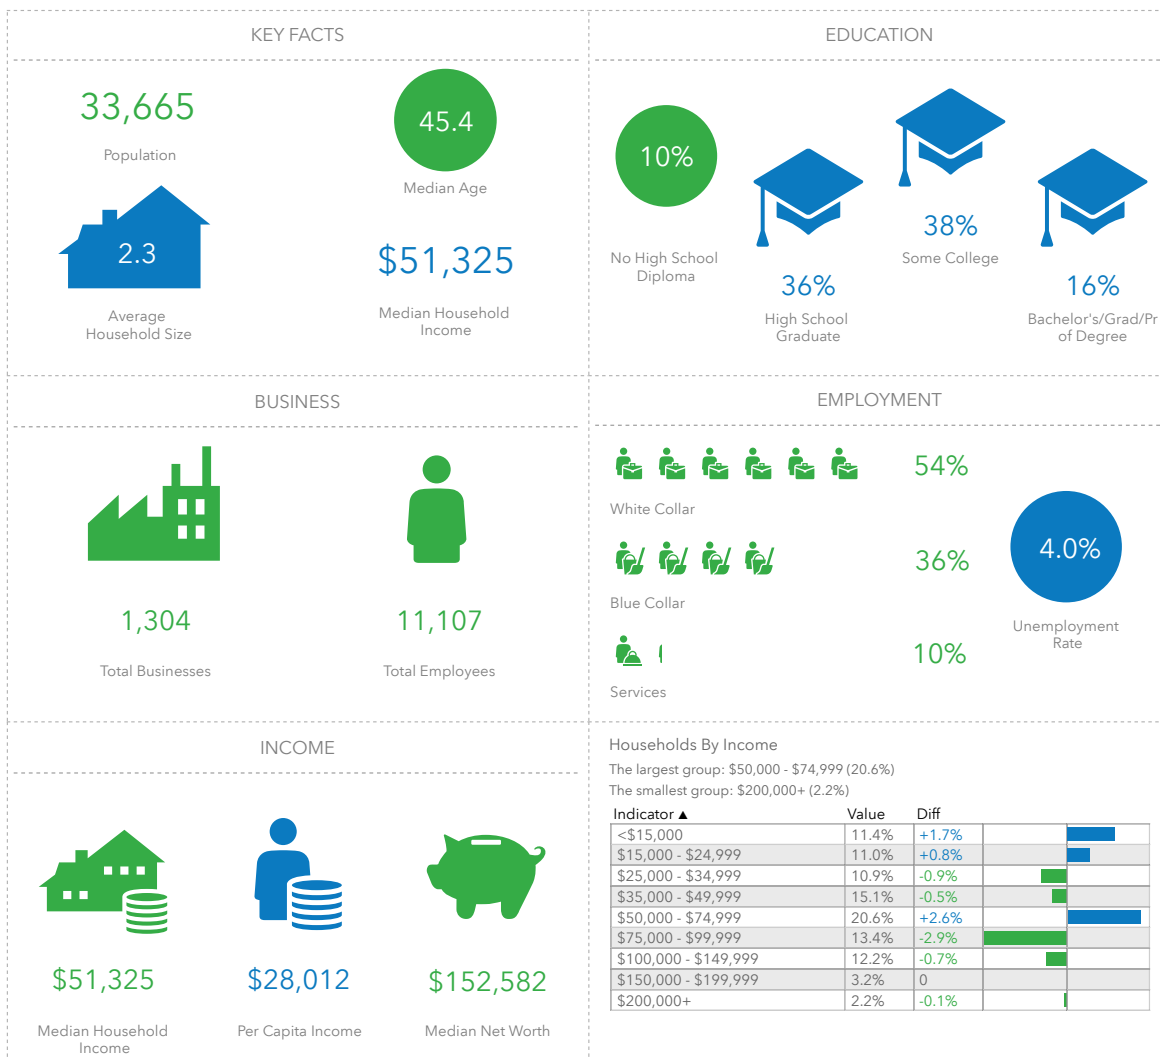 KEY FACTS
33,665
Population
45.4
Median Age
2.3
Average
Household Size
$51,325
Median Household
Income
EDUCATION
10%
No High School
Diploma
36%
High School
Graduate
38%
Some College
16%
Bachelor's/Grad/Pr
of Degree
BUSINESS
1,304
Total Businesses
11,107
Total Employees
EMPLOYMENT
54%
White Collar
36%
Blue Collar
10%
Services
4.0%
Unemployment
Rate
INCOME
$51,325
Median Household
Income
$28,012
Per Capita Income
$152,582
Median Net Worth
Households By Income
The largest group: $50,000 - $74,999 (20.6%)
The smallest group: $200,000+ (2.2%)
Indicator ▲ Value Diff
<$15,000 11.4% +1.7%
$15,000 - $24,999 11.0% +0.8%
$25,000 - $34,999 10.9% -0.9%
$35,000 - $49,999 15.1% -0.5%
$50,000 - $74,999 20.6% +2.6%
$75,000 - $99,999 13.4% -2.9%
$100,000 - $149,999 12.2% -0.7%
$150,000 - $199,999 3.2% 0
$200,000+ 2.2% -0.1%